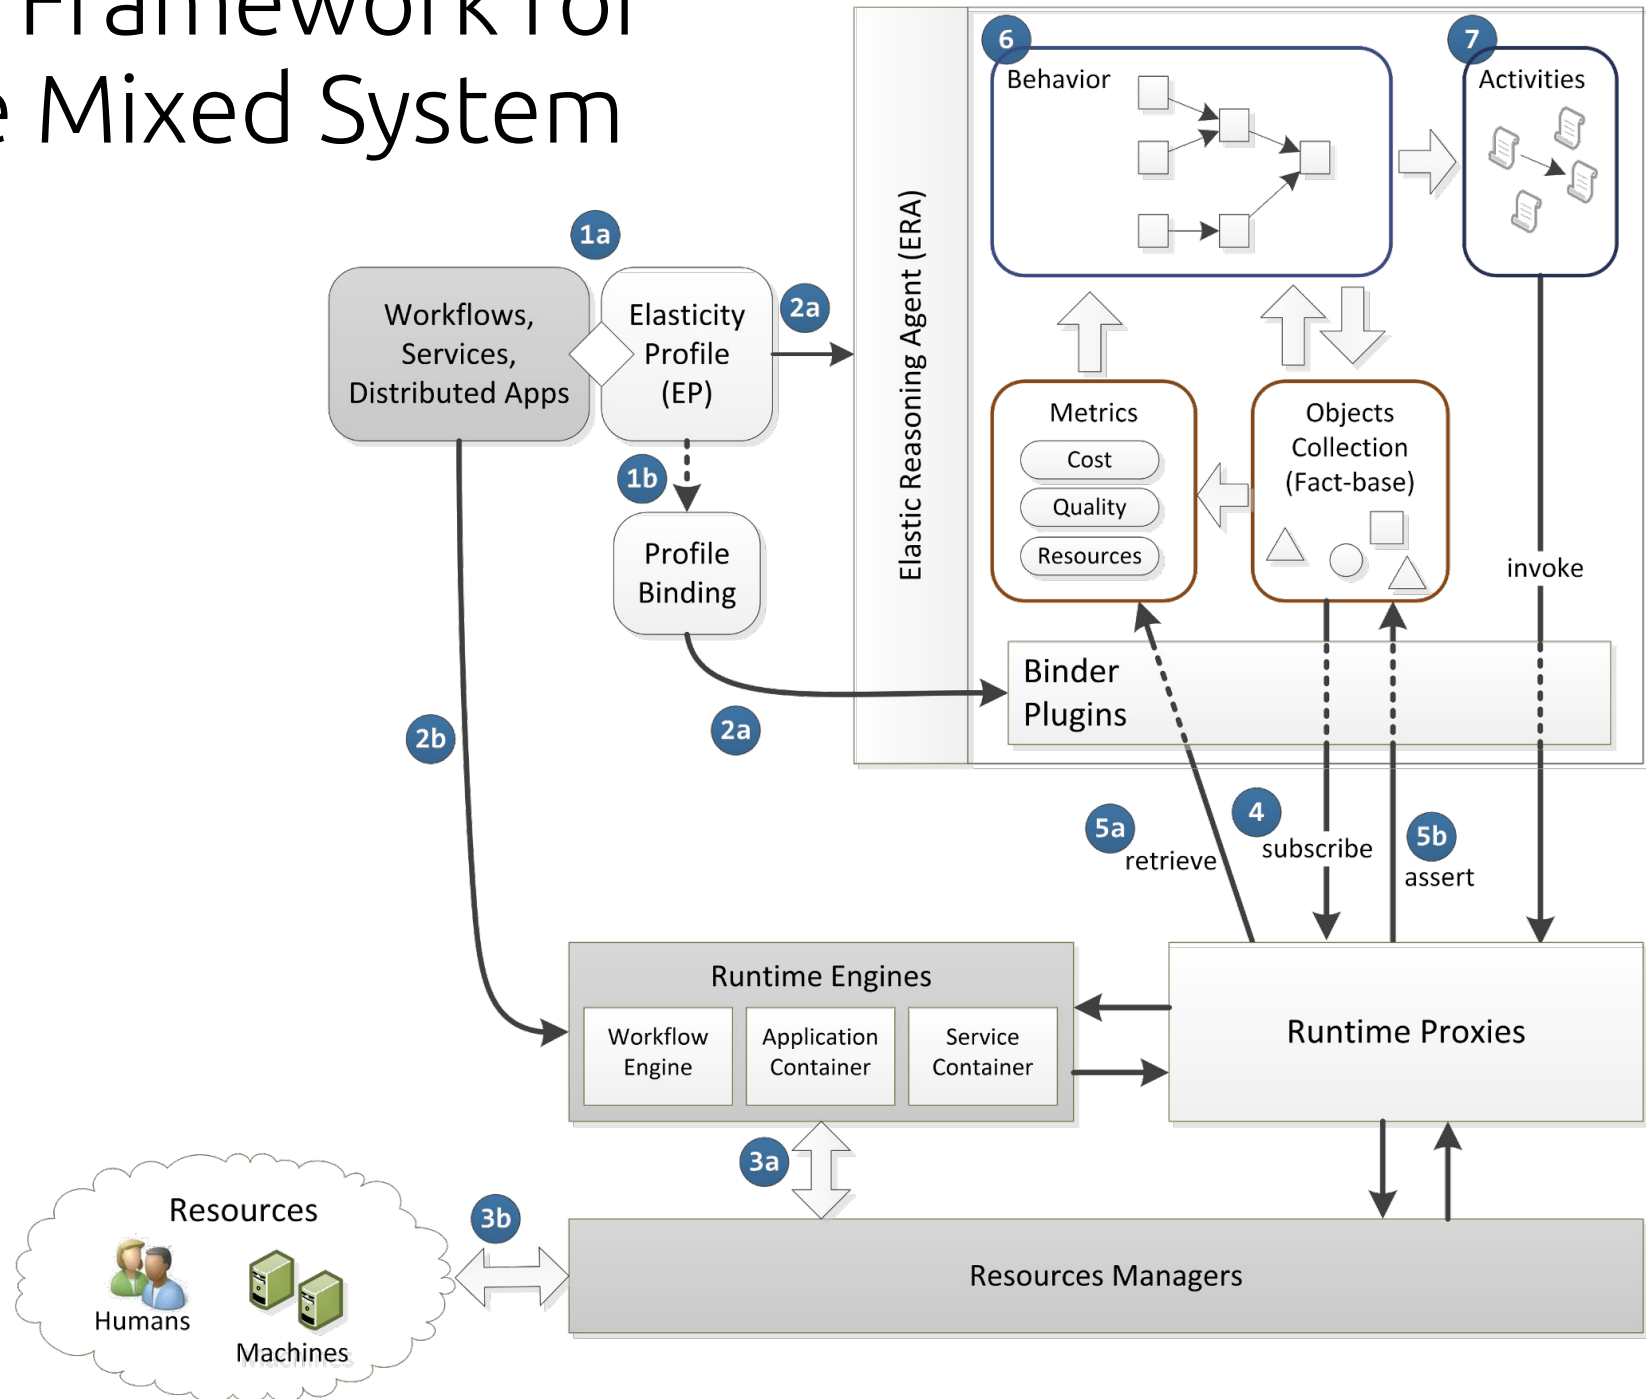 Framework for
e Mixed System
6
Behavior
7
Activities
Elastic Reasoning Agent (ERA)
1a
Workflows,
Services,
Distributed Apps
Elasticity
Profile
(EP)
2a
1b
Profile
Binding
Metrics
Cost
Quality
Resources
Objects
Collection
(Fact-base)
invoke
Binder
Plugins
2b
2a
5a
retrieve
4
subscribe
5b
assert
Runtime Engines
Workflow
Engine
Application
Container
Service
Container
Runtime Proxies
3a
Resources
Humans
Machines
3b
Resources Managers